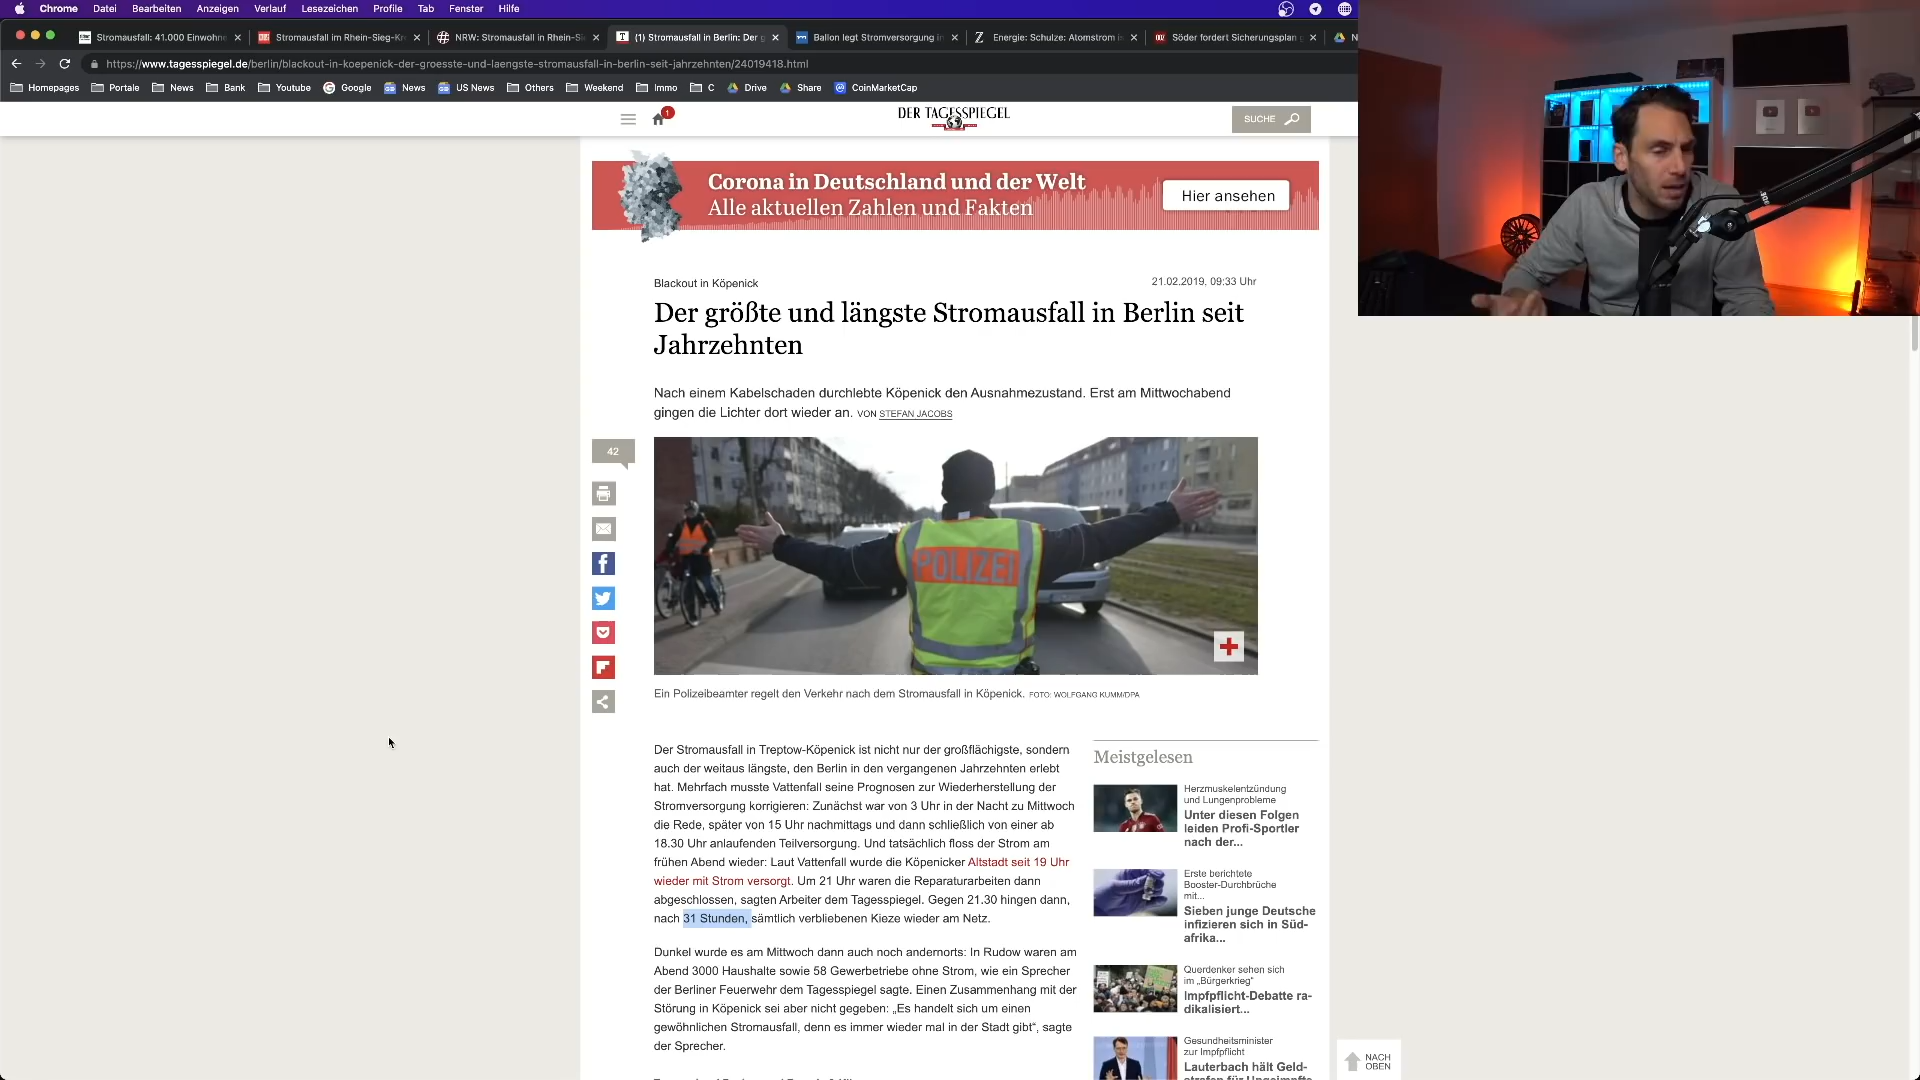 Chrome Datei Bearbeiten Anzeigen Verlauf Lesezeichen Profile Tab Fenster Hilfe
Stromausfall: 41.000 Einwohne
Stromausfall im Rhein-Sieg-Kr
NRW: Stromausfall in Rhein-Si
(1) Stromausfall in Berlin: Der g
Ballon legt Stromversorgung in
Energie: Schulze: Atomstrom is
Söder fordert Sicherungsplan g
https://www.tagesspiegel.de/berlin/blackout-in-koepenick-der-groesste-und-laengste-stromausfall-in-berlin-seit-jahrzehnten/24019418.html
Homepages Portale News Bank Youtube Google News US News Others Weekend Immo C Drive Share CoinMarketCap
1
DER TAGESSPIEGEL
SUCHE
Corona in Deutschland und der Welt
Alle aktuellen Zahlen und Fakten
Hier ansehen
Blackout in Köpenick
21.02.2019, 09:33 Uhr
Der größte und längste Stromausfall in Berlin seit
Jahrzehnten
Nach einem Kabelschaden durchlebte Köpenick den Ausnahmezustand. Erst am Mittwochabend
gingen die Lichter dort wieder an. VON STEFAN JACOBS
42
POLIZEI
Ein Polizeibeamter regelt den Verkehr nach dem Stromausfall in Köpenick. FOTO: WOLFGANG KUMM/DPA
Der Stromausfall in Treptow-Köpenick ist nicht nur der großflächigste, sondern
auch der weitaus längste, den Berlin in den vergangenen Jahrzehnten erlebt
hat. Mehrfach musste Vattenfall seine Prognosen zur Wiederherstellung der
Stromversorgung korrigieren: Zunächst war von 3 Uhr in der Nacht zu Mittwoch
die Rede, später von 15 Uhr nachmittags und dann schließlich von einer ab
18.30 Uhr anlaufenden Teilversorgung. Und tatsächlich floss der Strom am
frühen Abend wieder: Laut Vattenfall wurde die Köpenicker Altstadt seit 19 Uhr
wieder mit Strom versorgt. Um 21 Uhr waren die Reparaturarbeiten dann
abgeschlossen, sagten Arbeiter dem Tagesspiegel. Gegen 21.30 hingen dann,
nach 31 Stunden, sämtlich verbliebenen Kieze wieder am Netz.
Dunkel wurde es am Mittwoch dann auch noch andernorts: In Rudow waren am
Abend 3000 Haushalte sowie 58 Gewerbetriebe ohne Strom, wie ein Sprecher
der Berliner Feuerwehr dem Tagesspiegel sagte. Einen Zusammenhang mit der
Störung in Köpenick sei aber nicht gegeben: „Es handelt sich um einen
gewöhnlichen Stromausfall, denn es immer wieder mal in der Stadt gibt“, sagte
der Sprecher.
Meistgelesen
Herzmuskelentzündung
und Lungenprobleme
Unter diesen Folgen
leiden Profi-Sportler
nach der...
Erste berichtete
Booster-Durchbrüche
mit...
Sieben junge Deutsche
infizieren sich in Süd-
afrika...
Querdenker sehen sich
im „Bürgerkrieg“
Impfpflicht-Debatte ra-
dikalisiert...
Gesundheitsminister
zur Impfpflicht
Lauterbach hält Geld-
NACH
OBEN